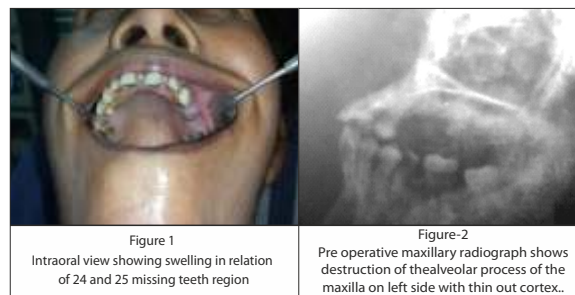 Figure 1
Intraoral view showing swelling in relation
of 24 and 25 missing teeth region
Figure-2
Pre operative maxillary radiograph shows
destruction of thealveolar process of the
maxilla on left side with thin out cortex..